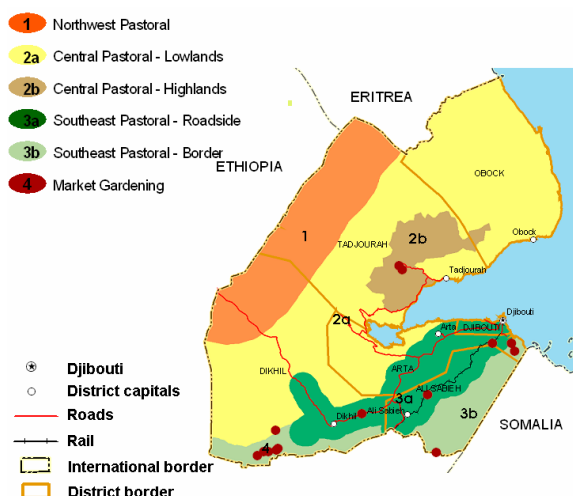 1 Northwest Pastoral
2a Central Pastoral - Lowlands
2b Central Pastoral - Highlands
3a Southeast Pastoral - Roadside
3b Southeast Pastoral - Border
4 Market Gardening
ERITREA
ETHIOPIA
OBOCK
Obock
1
TADJOURAH
2b
Tadjourah
2a
Djibouti
Arta
DJIBOUTI
DIKHIL
ARTA
ALI SABIEH
3a
Dikhil
Ali Sabieh
3b
SOMALIA
4
Djibouti
District capitals
Roads
Rail
International border
District border